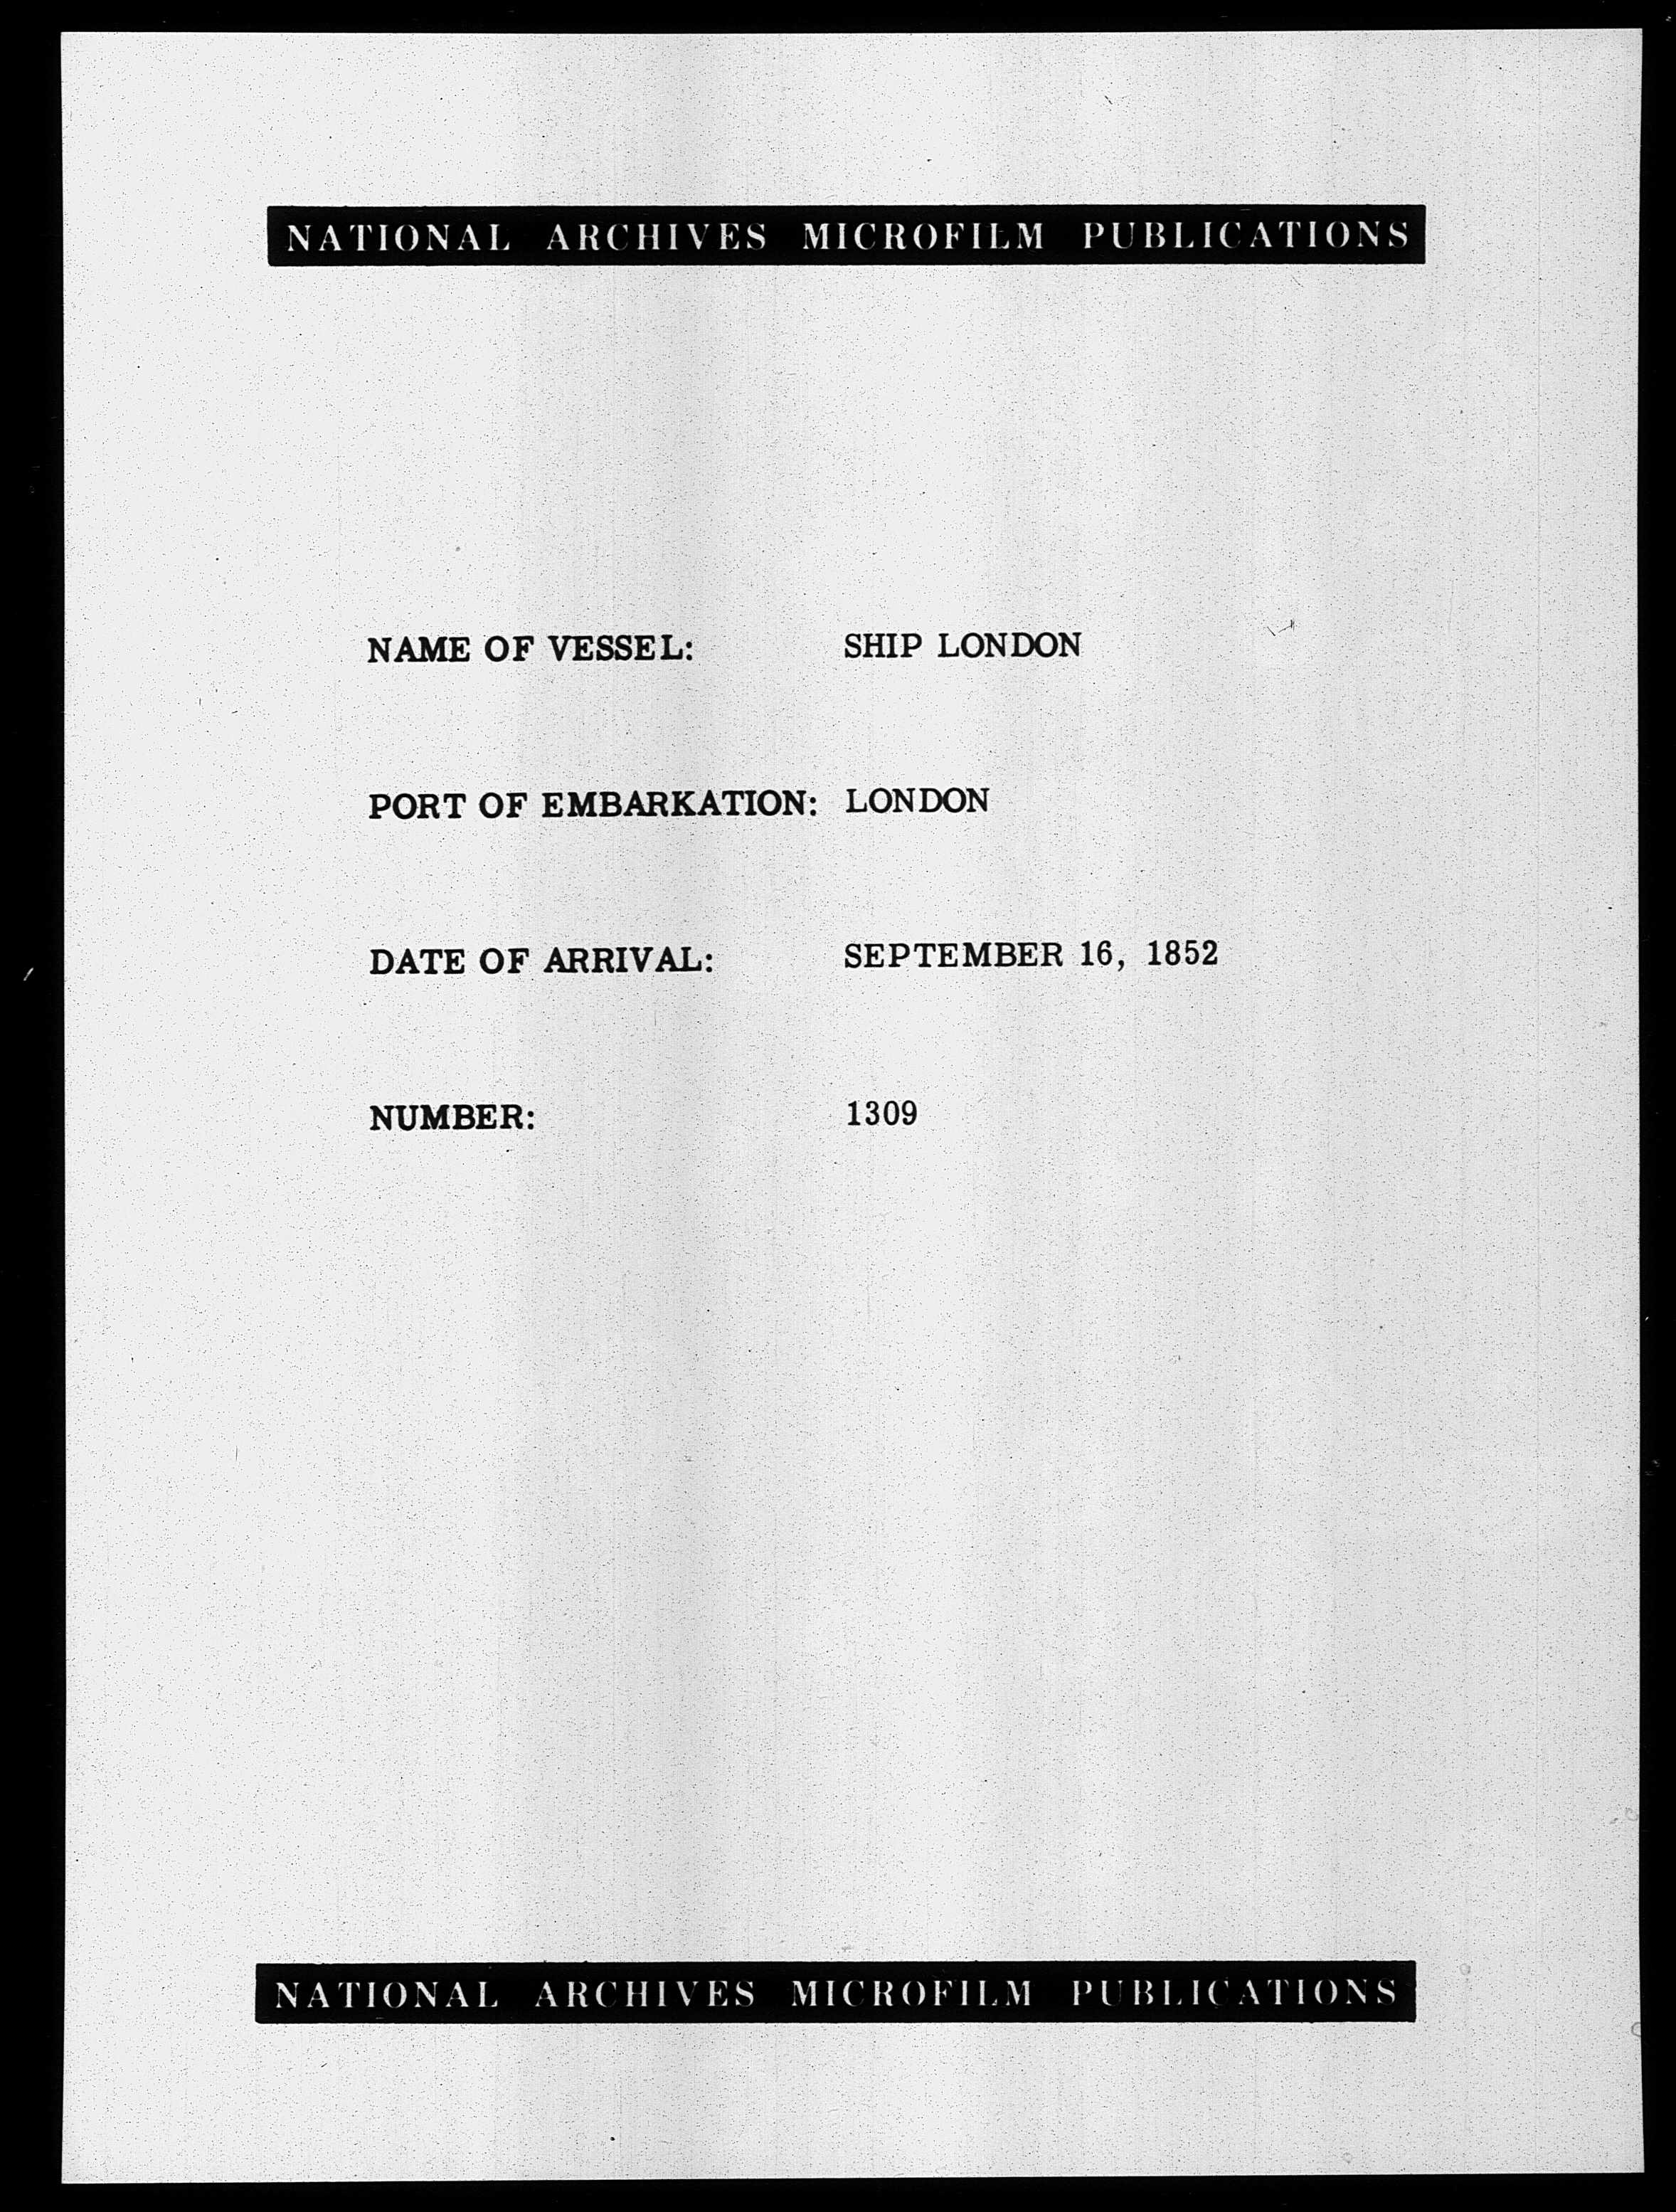 NATIONAL ARCHIVES MICROFILM PUBLICATIONS
NAME OF VESSEL: SHIP LONDON
PORT OF EMBARKATION: LONDON
DATE OF ARRIVAL: SEPTEMBER 16, 1852
NUMBER: 1309
NATIONAL ARCHIVES MICROFILM PUBLICATIONS